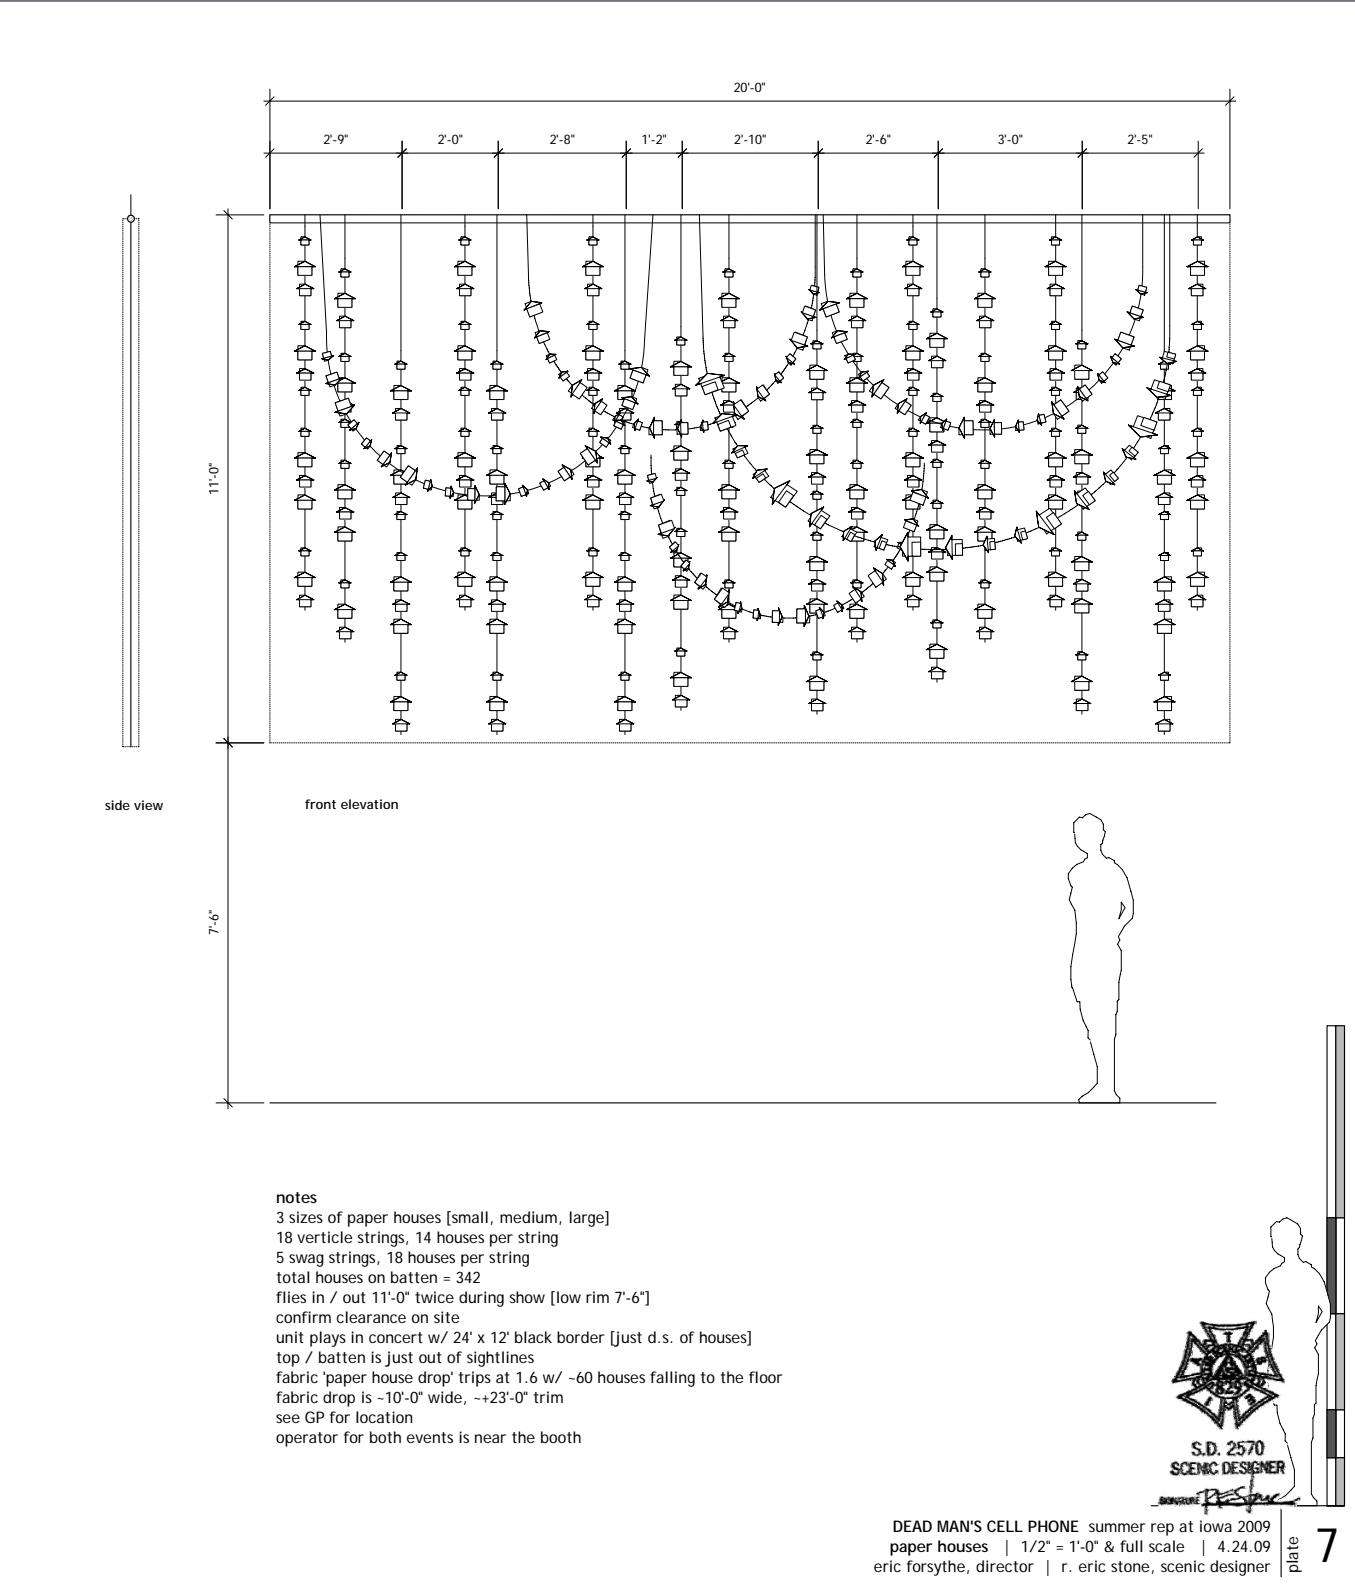 20'-0"
2'-9"
2'-0"
2'-8"
1'-2"
2'-10"
2'-6"
3'-0"
2'-5"
11'-0"
side view
front elevation
7'-6"
notes
3 sizes of paper houses [small, medium, large]
18 verticle strings, 14 houses per string
5 swag strings, 18 houses per string
total houses on batten = 342
flies in / out 11'-0" twice during show [low rim 7'-6"]
confirm clearance on site
unit plays in concert w/ 24' x 12' black border [just d.s. of houses]
top / batten is just out of sightlines
fabric 'paper house drop' trips at 1.6 w/ ~60 houses falling to the floor
fabric drop is ~10'-0" wide, ~+23'-0" trim
see GP for location
operator for both events is near the booth
829
S.D. 2570
SCENIC DESIGNER
SIGNATURE
DEAD MAN'S CELL PHONE summer rep at iowa 2009
paper houses | 1/2" = 1'-0" & full scale | 4.24.09
eric forsythe, director | r. eric stone, scenic designer
plate
7